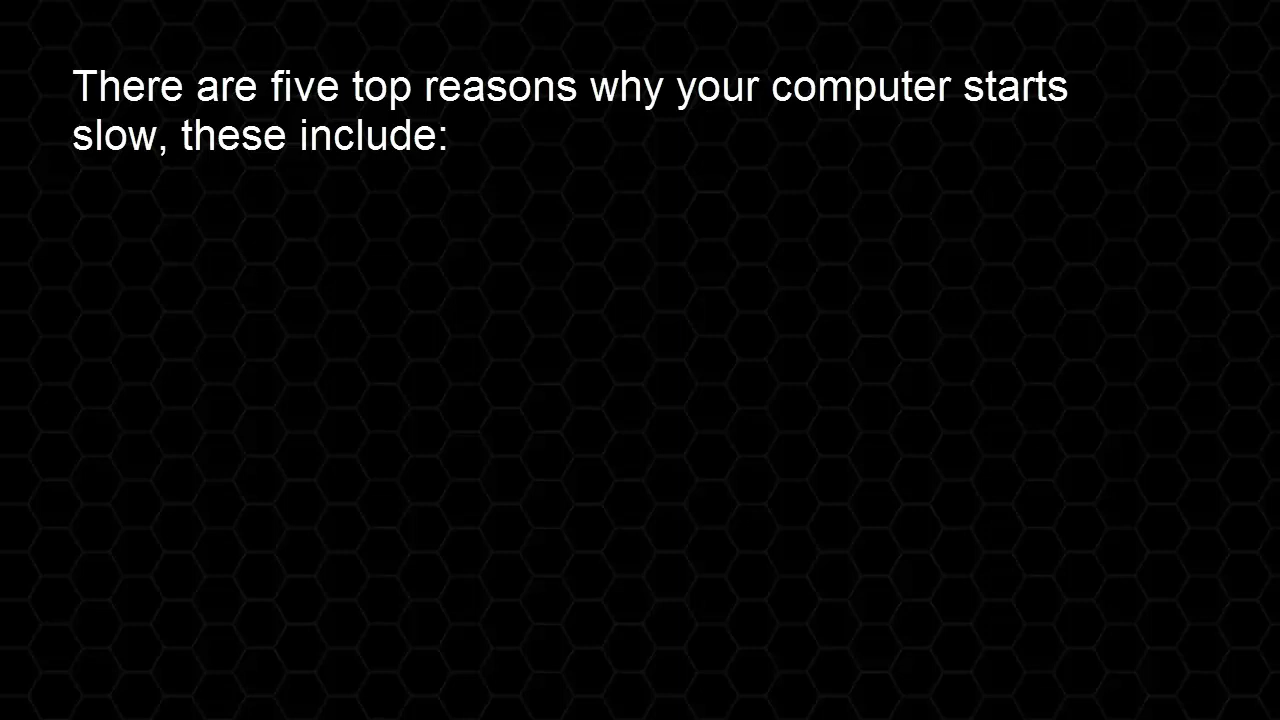 There are five top reasons why your computer starts
slow, these include: